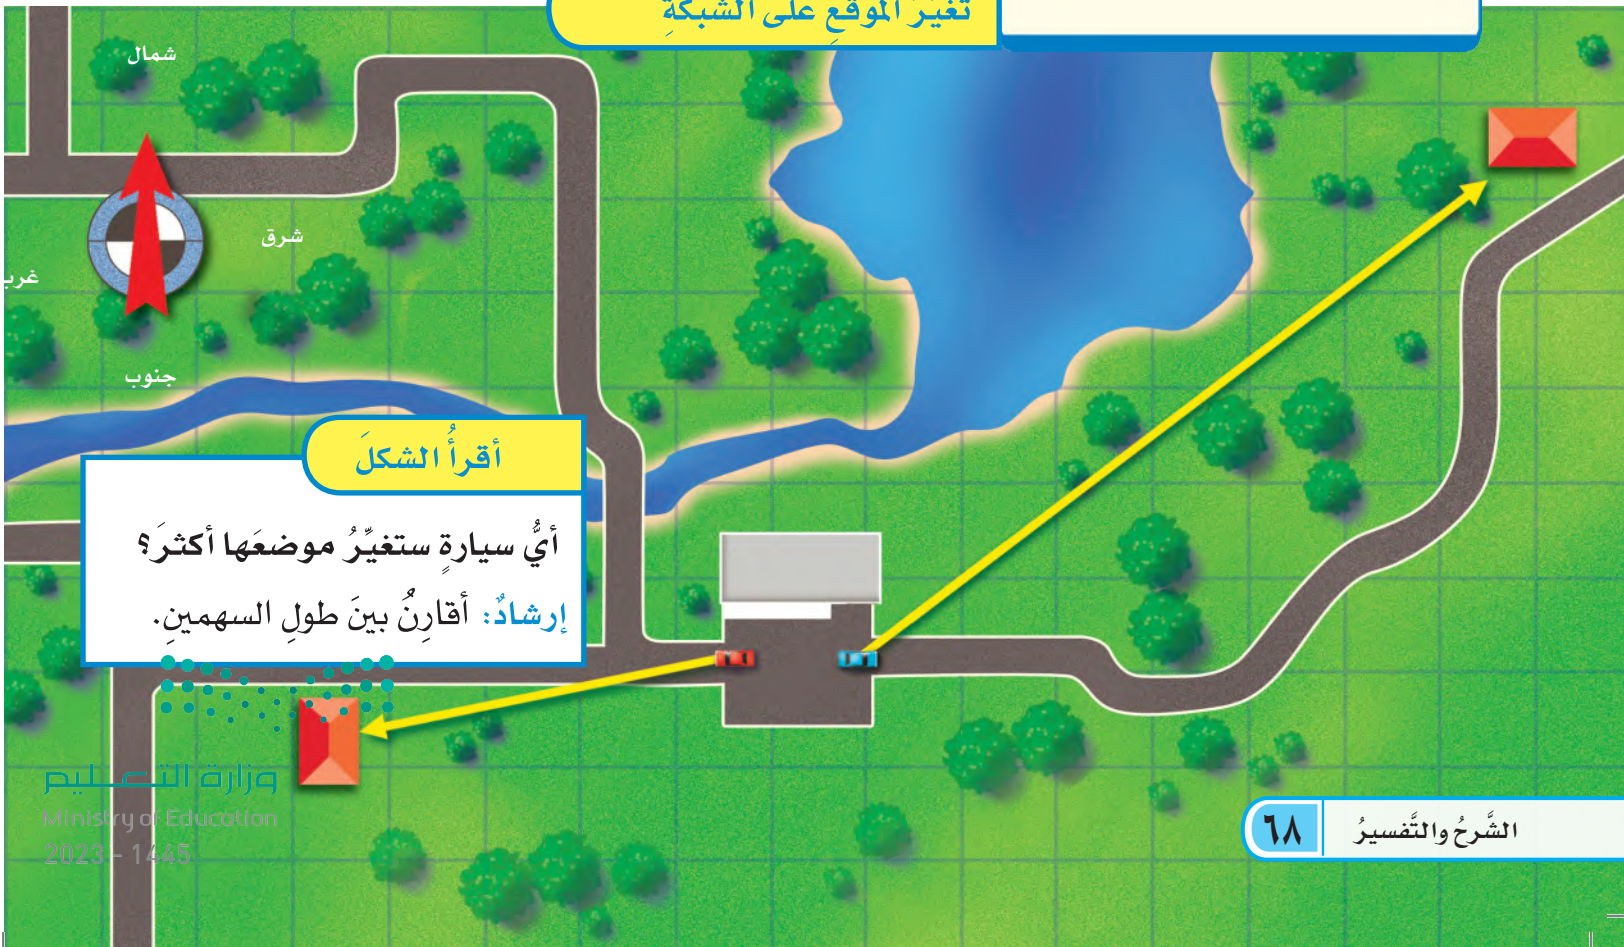 تغيُّرُ الموقعِ على الشبكةِ
شمال
شرق
غرب
جنوب
أقرأُ الشكلَ
أيُّ سيارةٍ ستغيِّرُ موضعَها أكثرَ؟
إرشادٌ: أقارِنُ بينَ طولِ السهمينِ.
وزارة التعليم
Ministry of Education
2023 - 1445
الشَّرحُ والتَّفسيرُ
٦٨